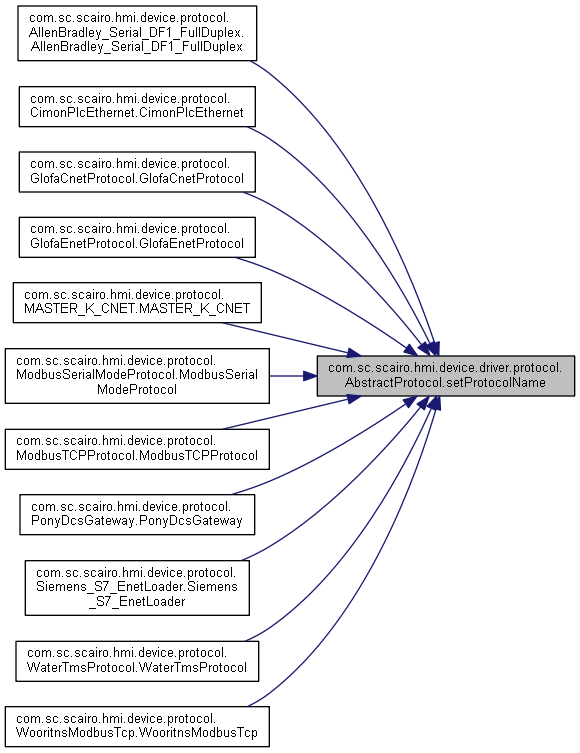 com.sc.scairo.hmi.device.protocol.
AllenBradley_Serial_DF1_FullDuplex.
AllenBradley_Serial_DF1_FullDuplex
com.sc.scairo.hmi.device.protocol.
CimonPlcEthernet.CimonPlcEthernet
com.sc.scairo.hmi.device.protocol.
GlofaCnetProtocol.GlofaCnetProtocol
com.sc.scairo.hmi.device.protocol.
GlofaEnetProtocol.GlofaEnetProtocol
com.sc.scairo.hmi.device.protocol.
MASTER_K_CNET.MASTER_K_CNET
com.sc.scairo.hmi.device.protocol.
ModbusSerialModeProtocol.ModbusSerial
ModeProtocol
com.sc.scairo.hmi.device.driver.protocol.
AbstractProtocol.setProtocolName
com.sc.scairo.hmi.device.protocol.
ModbusTCPProtocol.ModbusTCPProtocol
com.sc.scairo.hmi.device.protocol.
PonyDcsGateway.PonyDcsGateway
com.sc.scairo.hmi.device.protocol.
Siemens_S7_EnetLoader.Siemens
_S7_EnetLoader
com.sc.scairo.hmi.device.protocol.
WaterTmsProtocol.WaterTmsProtocol
com.sc.scairo.hmi.device.protocol.
WooritnsModbusTcp.WooritnsModbusTcp